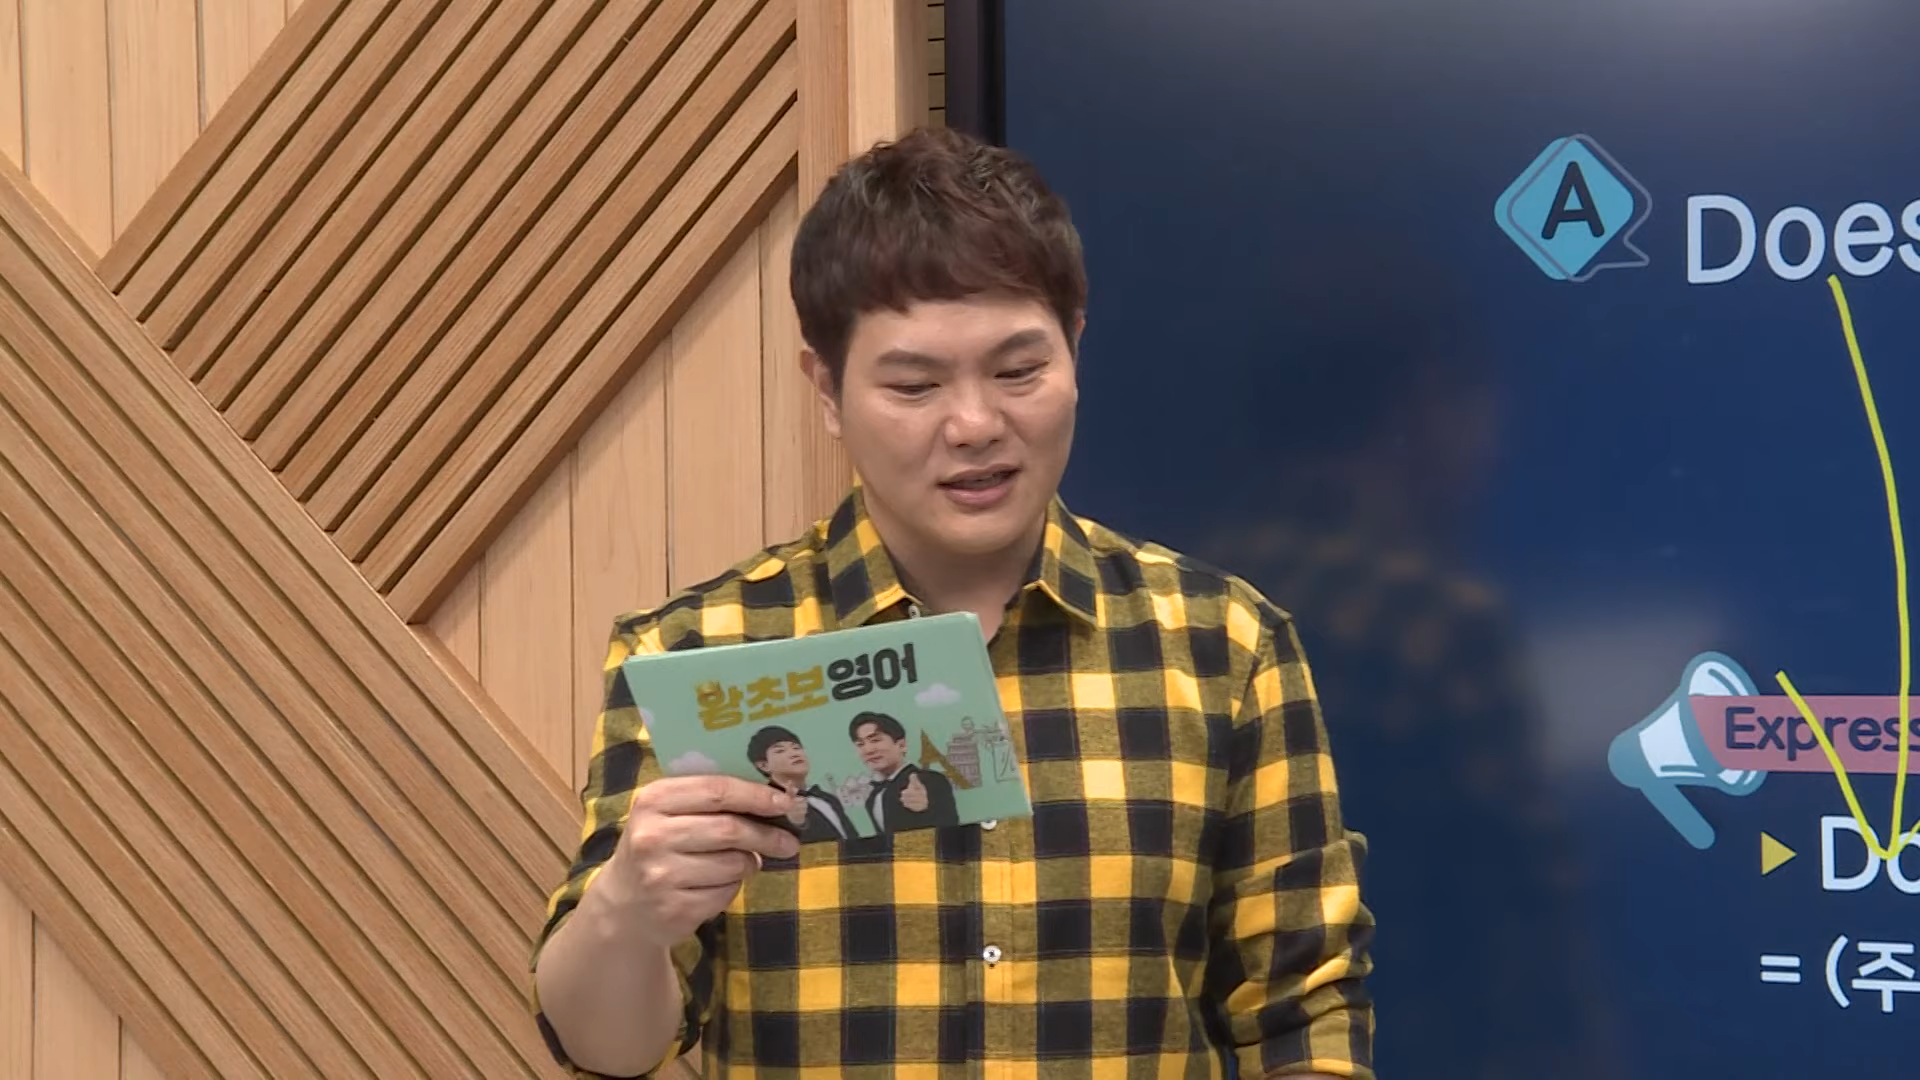 왕초보영어
A
Does
Express
Do
= (주